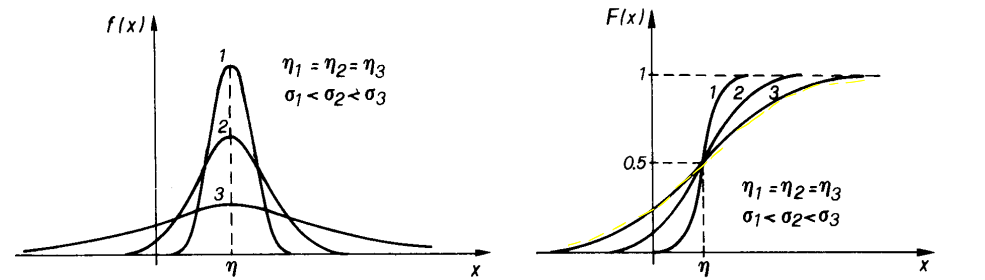 f(x)
1
η₁ = η₂ = η₃
σ₁ < σ₂ < σ₃
2
3
η
x
F(x)
1
1 2 3
0.5
η₁ = η₂ = η₃
σ₁ < σ₂ < σ₃
η
x